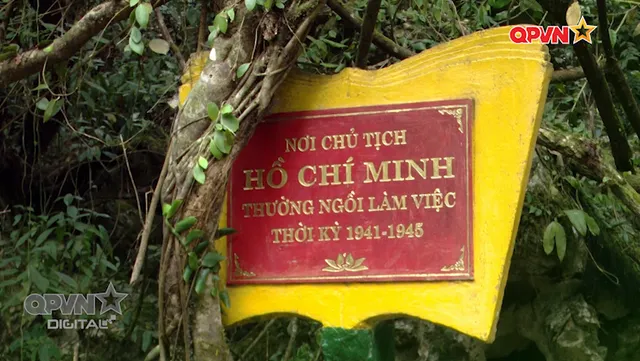 QPVN
NƠI CHỦ TỊCH
HỒ CHÍ MINH
THƯỜNG NGỒI LÀM VIỆC
THỜI KỲ 1941-1945
QPVN
DIGITAL